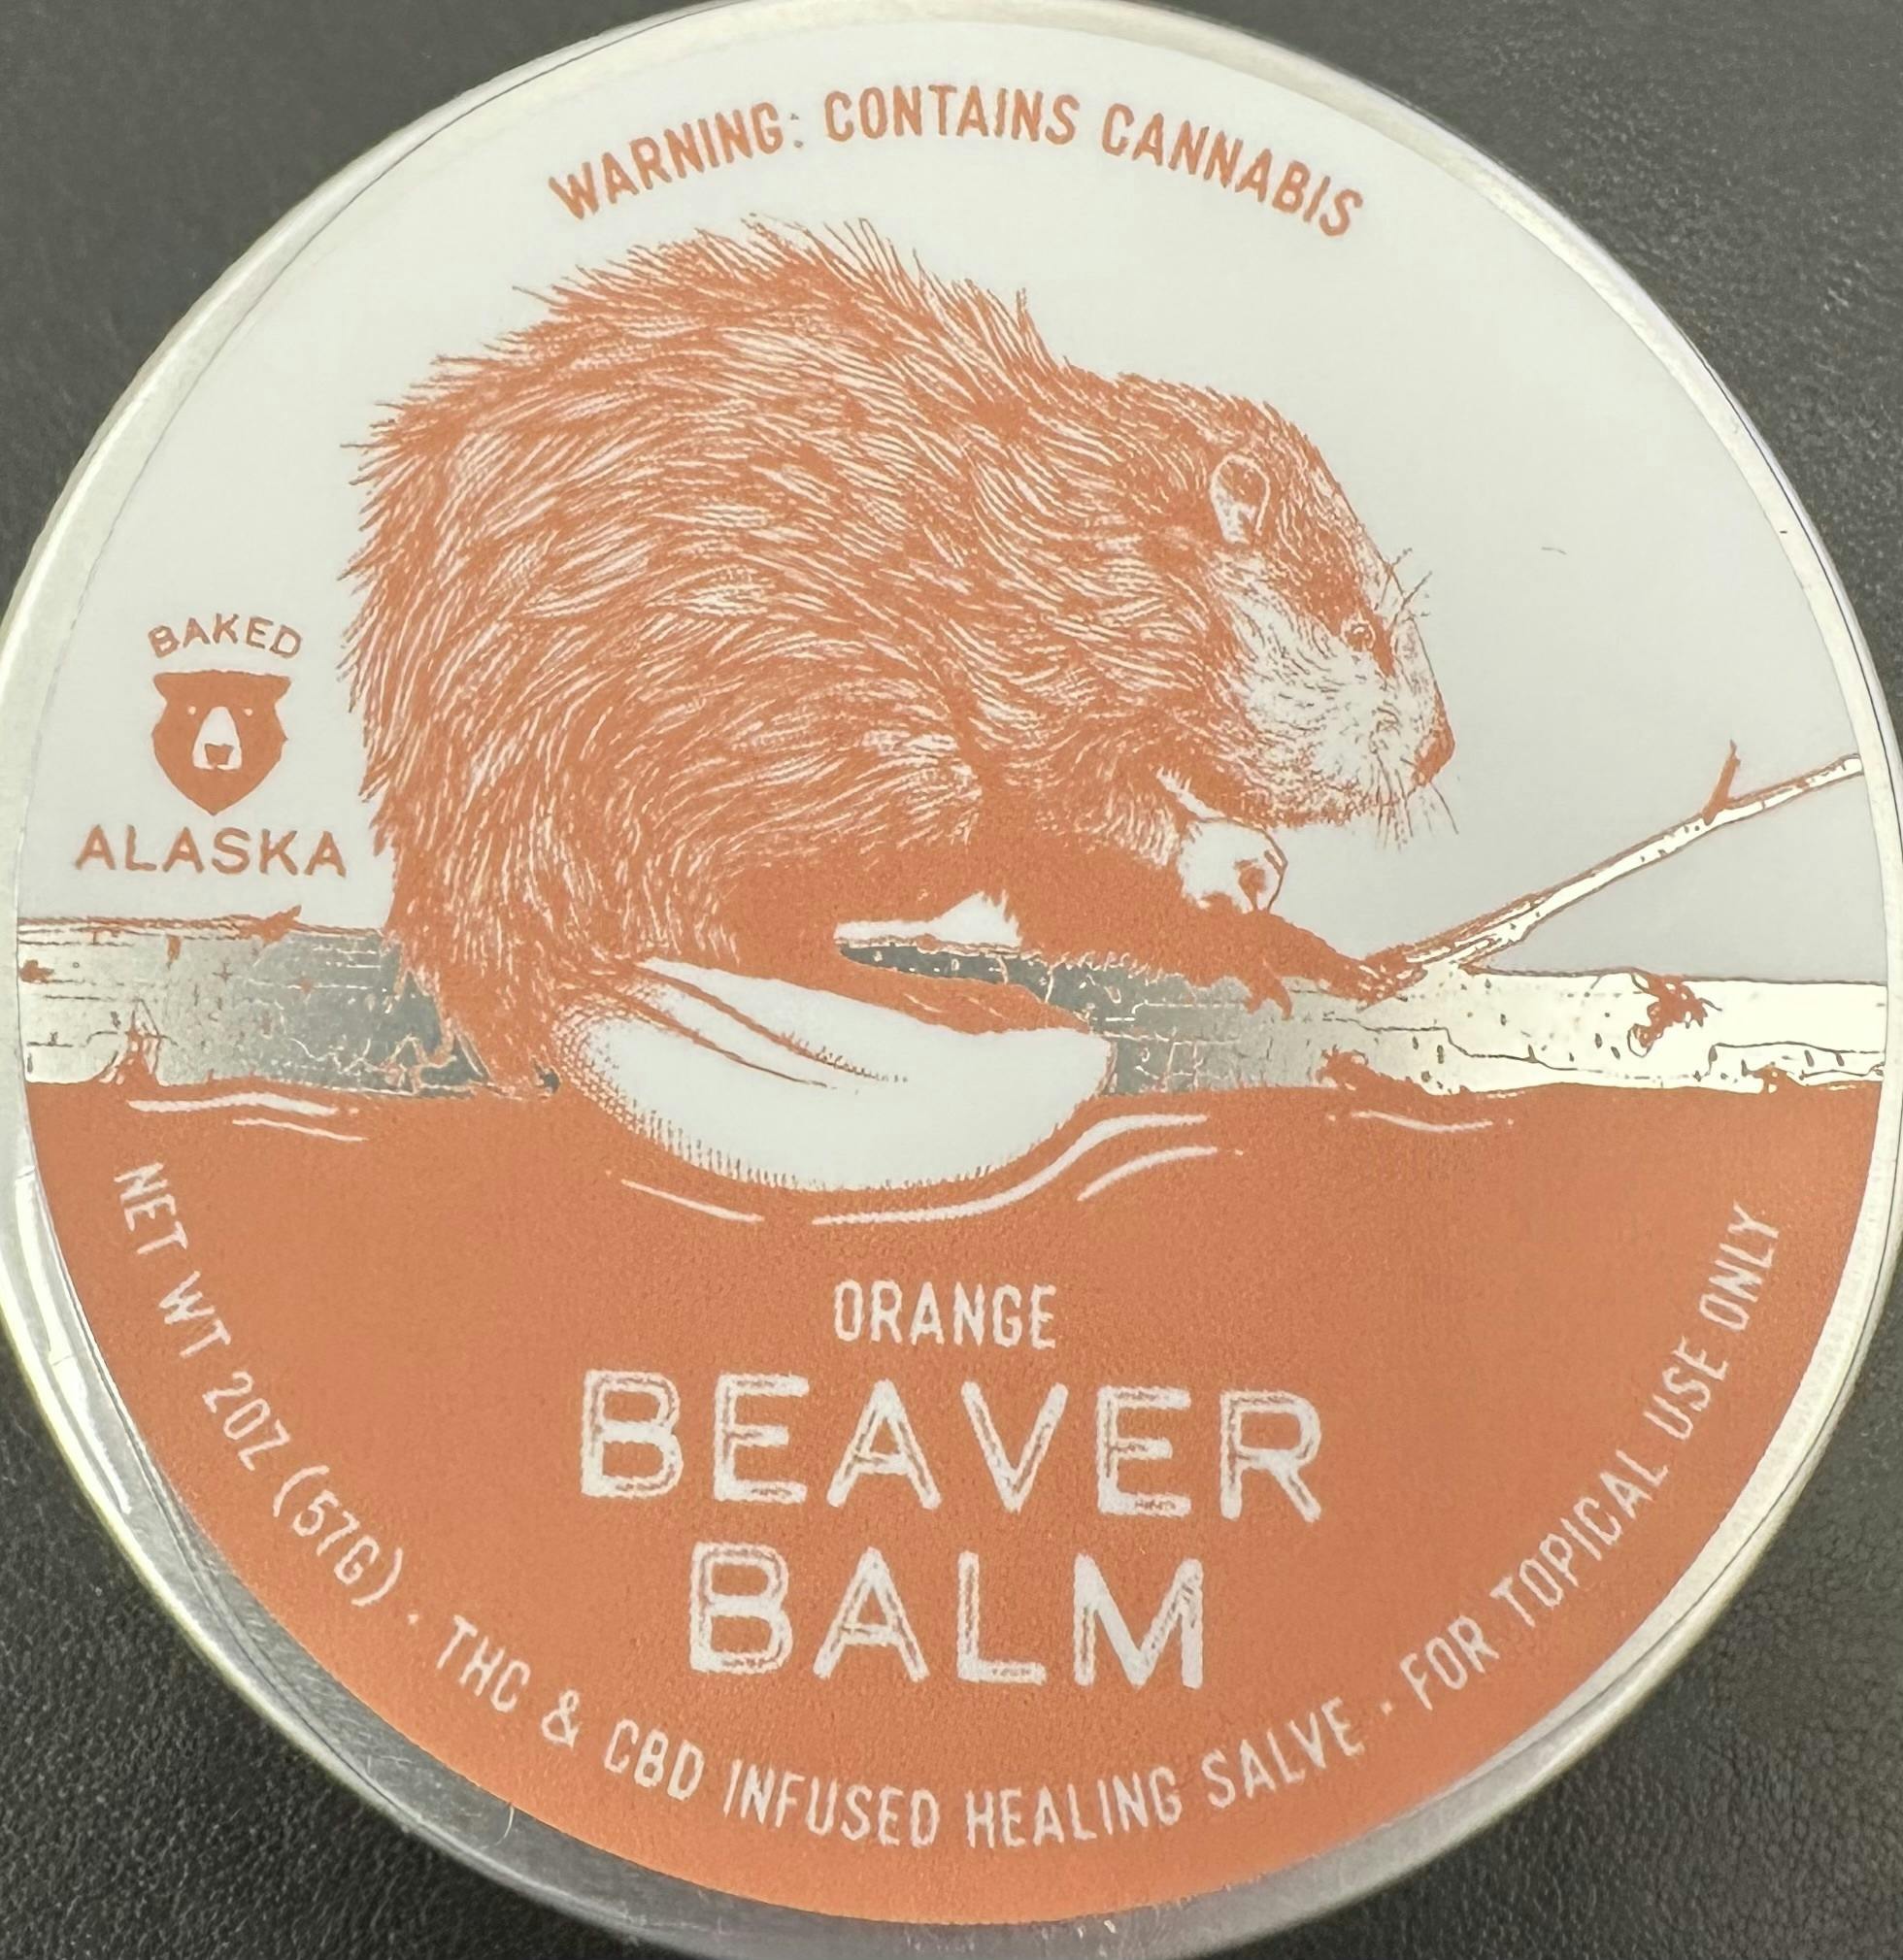 WARNING: CONTAINS CANNABIS
BAKED
ALASKA
ORANGE
BEAVER
BALM
NET WT 2OZ (57G) · THC & CBD INFUSED HEALING SALVE · FOR TOPICAL USE ONLY